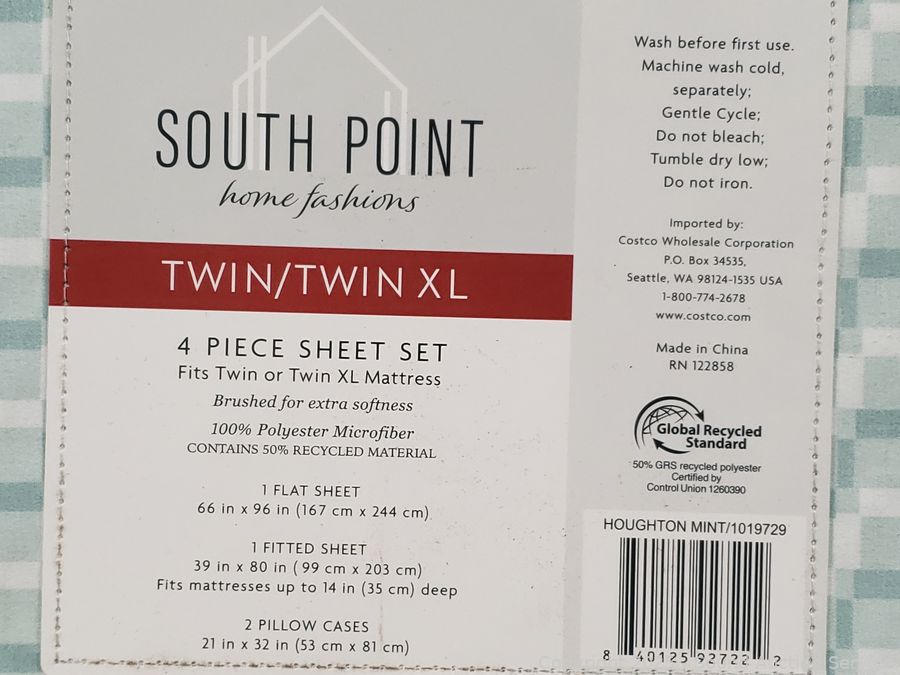 SOUTH POINT
home fashions
TWIN/TWIN XL
4 PIECE SHEET SET
Fits Twin or Twin XL Mattress
Brushed for extra softness
100% Polyester Microfiber
CONTAINS 50% RECYCLED MATERIAL
1 FLAT SHEET
66 in x 96 in (167 cm x 244 cm)
1 FITTED SHEET
39 in x 80 in ( 99 cm x 203 cm)
Fits mattresses up to 14 in (35 cm) deep
2 PILLOW CASES
21 in x 32 in (53 cm x 81 cm)
Wash before first use.
Machine wash cold,
separately;
Gentle Cycle;
Do not bleach;
Tumble dry low;
Do not iron.
Imported by:
Costco Wholesale Corporation
P.O. Box 34535,
Seattle, WA 98124-1535 USA
1-800-774-2678
www.costco.com
Made in China
RN 122858
Global Recycled
Standard
50% GRS recycled polyester
Certified by
Control Union 1260390
HOUGHTON MINT/1019729
8 40125 92722 2